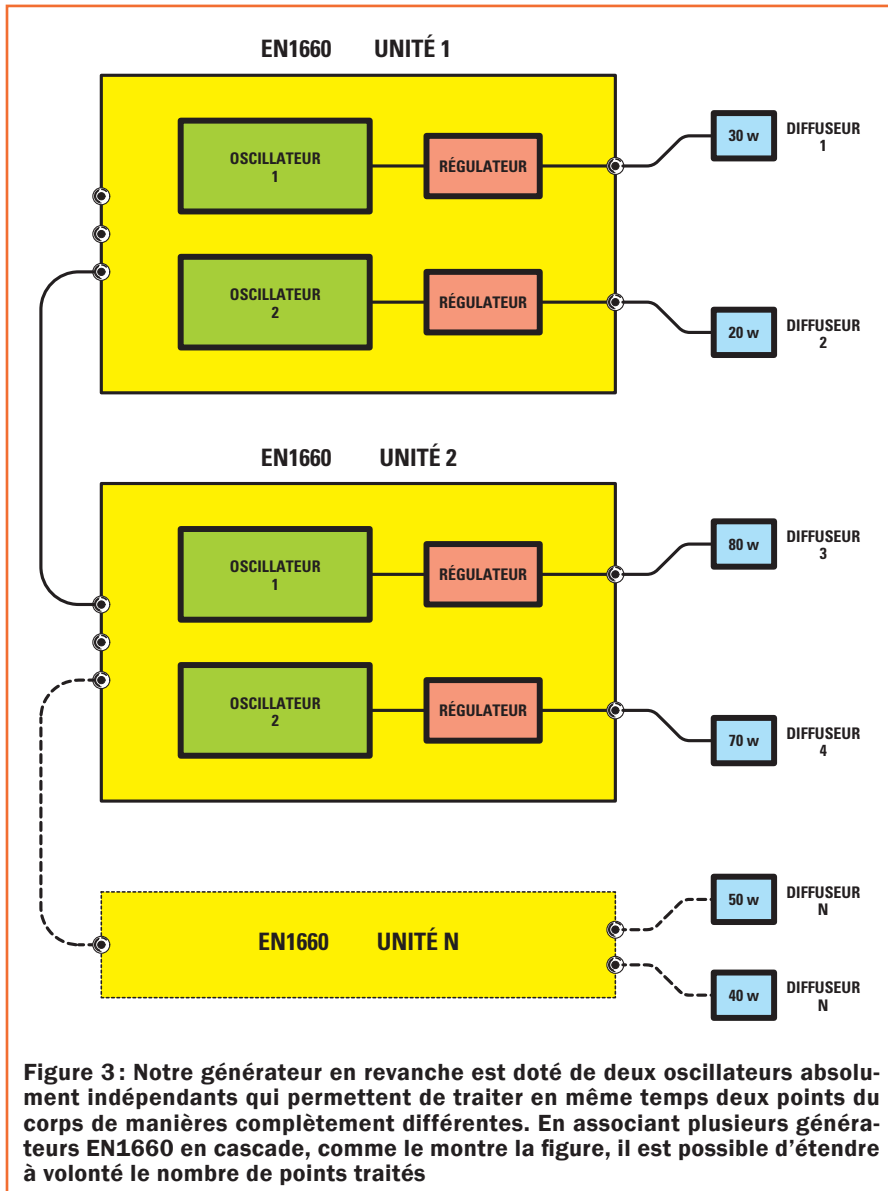 EN1660 UNITÉ 1
OSCILLATEUR
1
RÉGULATEUR
30 w
DIFFUSEUR
1
OSCILLATEUR
2
RÉGULATEUR
20 w
DIFFUSEUR
2
EN1660 UNITÉ 2
OSCILLATEUR
1
RÉGULATEUR
80 w
DIFFUSEUR
3
OSCILLATEUR
2
RÉGULATEUR
70 w
DIFFUSEUR
4
EN1660 UNITÉ N
50 w
DIFFUSEUR
N
40 w
DIFFUSEUR
N
Figure 3 : Notre générateur en revanche est doté de deux oscillateurs absolu-
ment indépendants qui permettent de traiter en même temps deux points du
corps de manières complètement différentes. En associant plusieurs généra-
teurs EN1660 en cascade, comme le montre la figure, il est possible d’étendre
à volonté le nombre de points traités